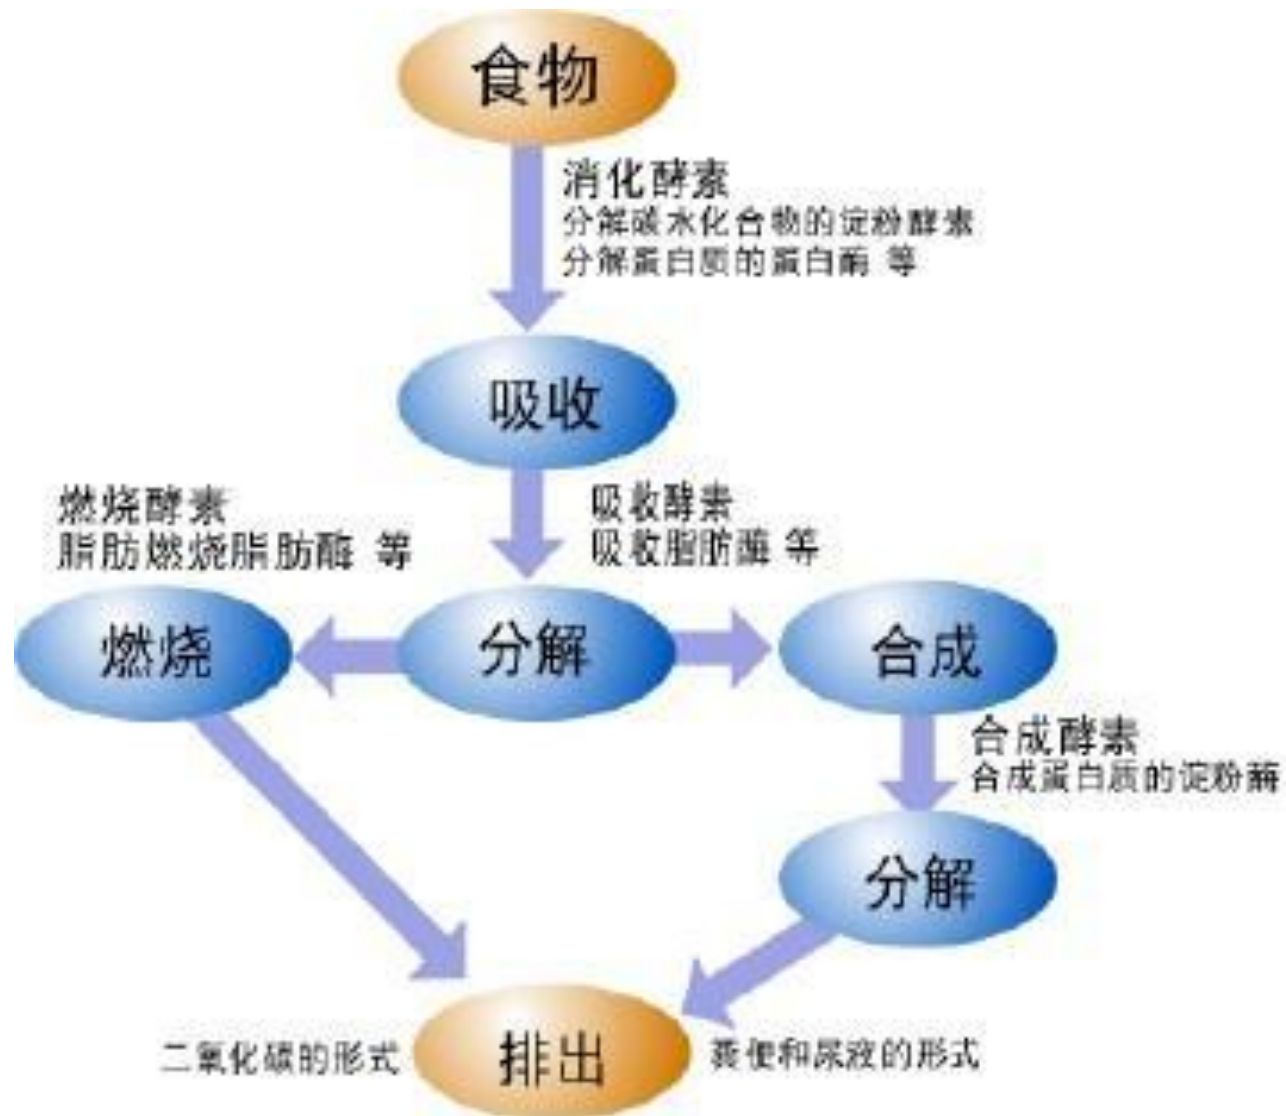 食物
消化酵素
分解碳水化合物的淀粉酵素
分解蛋白质的蛋白酶 等
吸收
燃烧酵素
脂肪燃烧脂肪酶 等
吸收酵素
吸收脂肪酶 等
燃烧
分解
合成
合成酵素
合成蛋白质的淀粉酶
分解
二氧化碳的形式
排出
粪便和尿液的形式